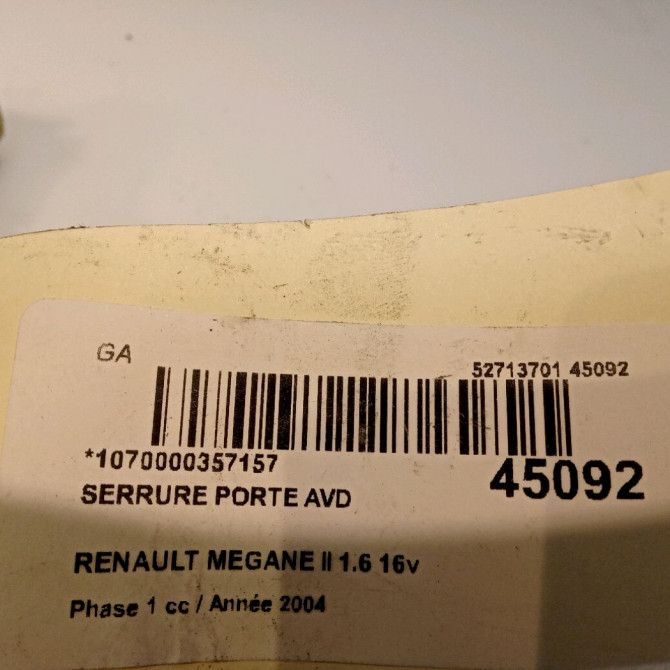 GA
52713701 45092
*1070000357157
45092
SERRURE PORTE AVD
RENAULT MEGANE II 1.6 16v
Phase 1 cc / Année 2004